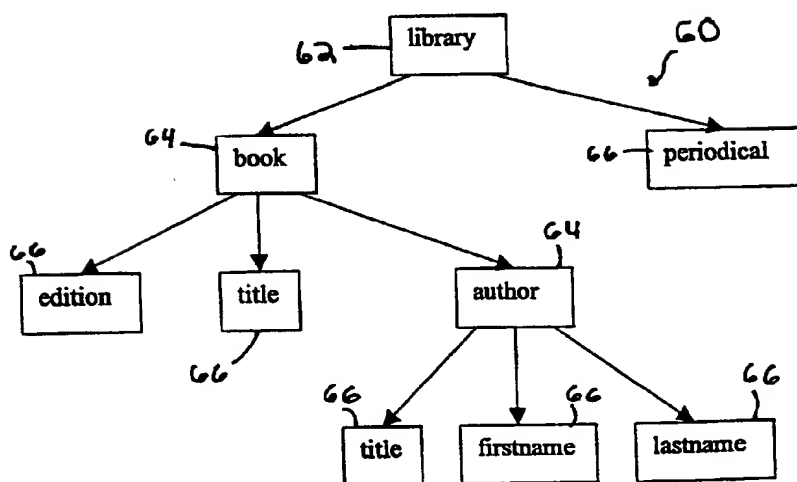 library
62
60
64
book
66
periodical
66
edition
title
66
64
author
66
title
66
firstname
66
lastname